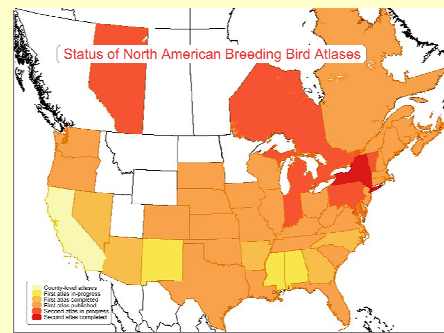 Status of North American Breeding Bird Atlases
County-level atlases
First atlas in-progress
First atlas completed
First atlas published
Second atlas in progress
Second atlas completed